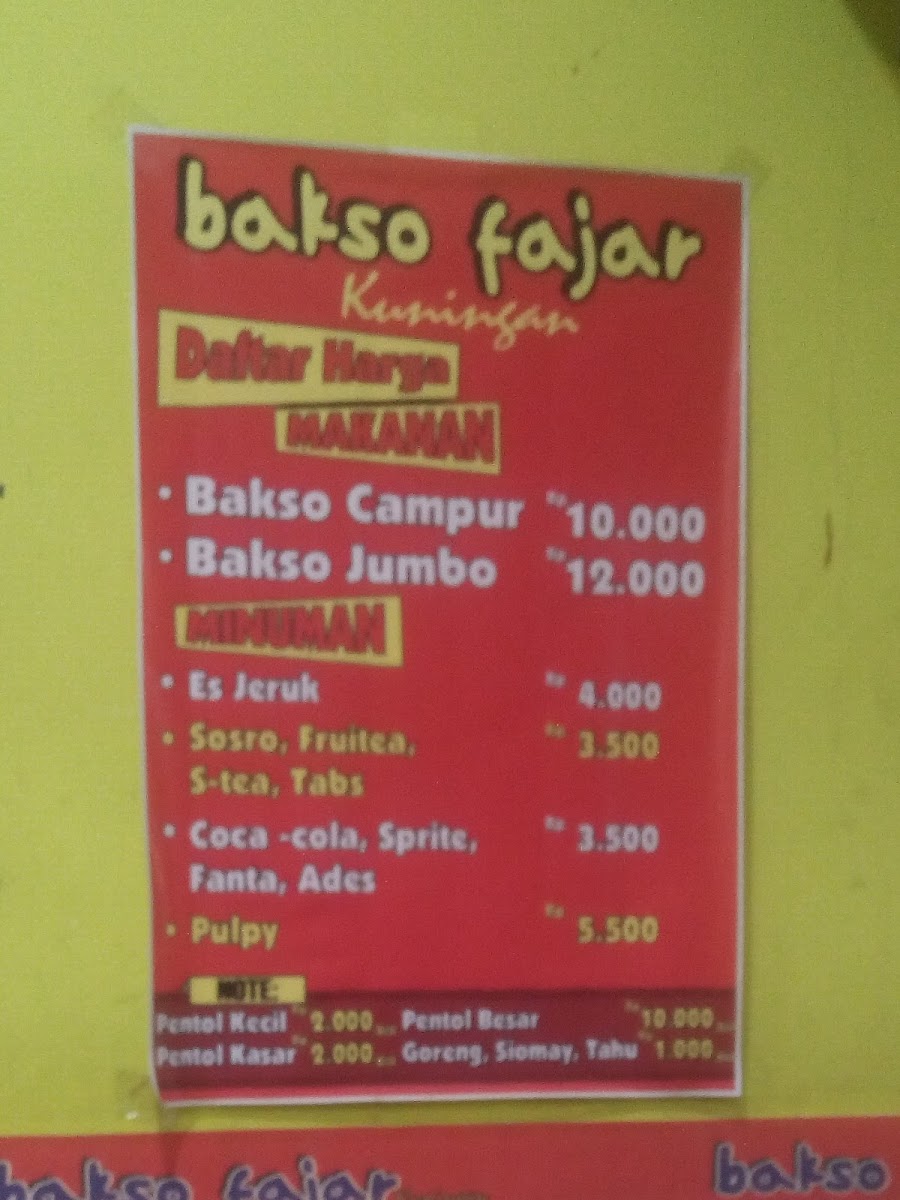 bakso fajar
Kuningan
Daftar Harga
MAKANAN
• Bakso Campur Rp 10.000
• Bakso Jumbo Rp 12.000
MINUMAN
• Es Jeruk Rp 4.000
• Sosro, Fruitea, Rp 3.500
S-tea, Tabs
• Coca -cola, Sprite, Rp 3.500
Fanta, Ades
• Pulpy Rp 5.500
NOTE:
Pentol Kecil Rp 2.000 Pentol Besar Rp 10.000
Pentol Kasar Rp 2.000 Goreng, Siomay, Tahu Rp 1.000
bakso fajar bakso